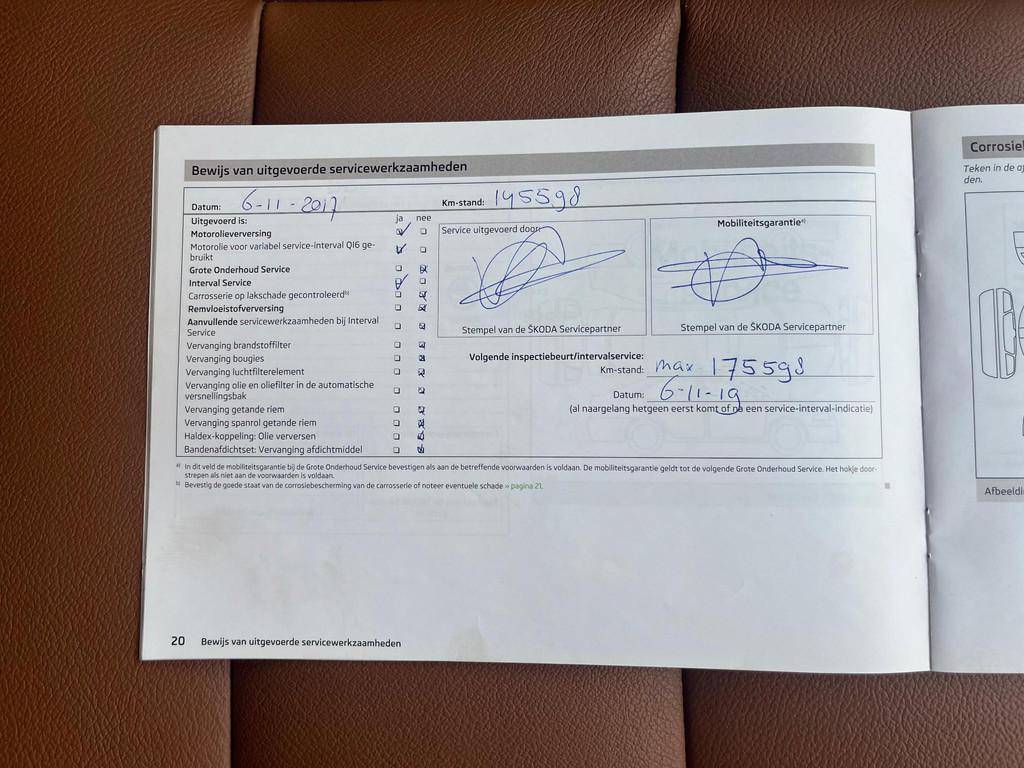 Bewijs van uitgevoerde servicewerkzaamheden
Datum: 6-11-2017
Km-stand: 145598
Uitgevoerd is: ja nee
Motorolieverversing
Motorolie voor variabel service-interval QI6 ge-
bruikt
Grote Onderhoud Service
Interval Service
Carrosserie op lakschade gecontroleerd b)
Remvloeistofverversing
Aanvullende servicewerkzaamheden bij Interval
Service
Vervanging brandstoffilter
Vervanging bougies
Vervanging luchtfilterelement
Vervanging olie en oliefilter in de automatische
versnellingsbak
Vervanging getande riem
Vervanging spanrol getande riem
Haldex-koppeling: Olie verversen
Bandenafdichtset: Vervanging afdichtmiddel
Service uitgevoerd door:
Stempel van de ŠKODA Servicepartner
Mobiliteitsgarantie a)
Stempel van de ŠKODA Servicepartner
Volgende inspectiebeurt/intervalservice:
Km-stand: max 175598
Datum: 6-11-19
(al naargelang hetgeen eerst komt of na een service-interval-indicatie)
a) In dit veld de mobiliteitsgarantie bij de Grote Onderhoud Service bevestigen als aan de betreffende voorwaarden is voldaan. De mobiliteitsgarantie geldt tot de volgende Grote Onderhoud Service. Het hokje door-
strepen als niet aan de voorwaarden is voldaan.
b) Bevestig de goede staat van de corrosiebescherming van de carrosserie of noteer eventuele schade » pagina 21.
20 Bewijs van uitgevoerde servicewerkzaamheden
Corrosie
Teken in de
den.
Afbeeldi